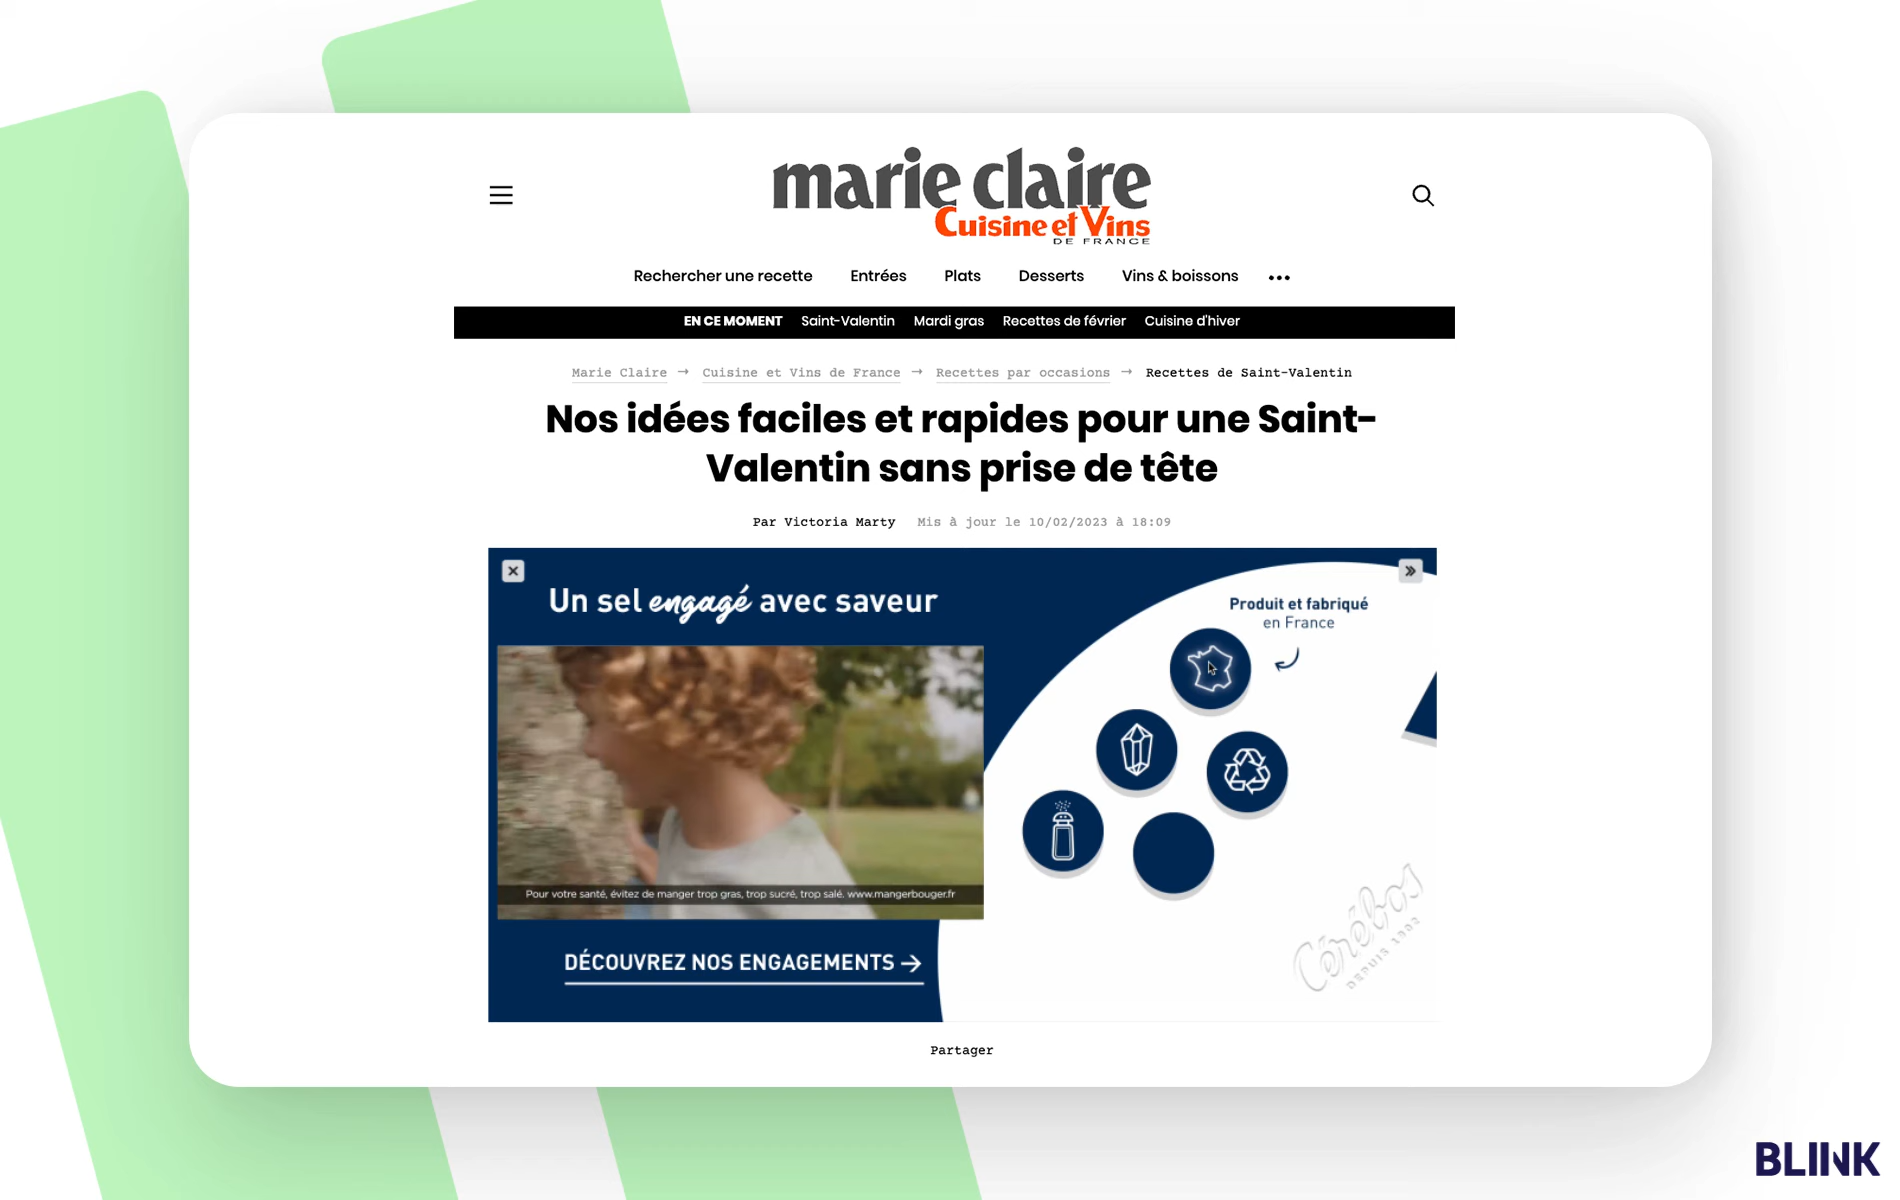 marie claire
Cuisine et Vins
DE FRANCE
Rechercher une recette Entrées Plats Desserts Vins & boissons •••
EN CE MOMENT Saint-Valentin Mardi gras Recettes de février Cuisine d'hiver
Marie Claire → Cuisine et Vins de France → Recettes par occasions → Recettes de Saint-Valentin
Nos idées faciles et rapides pour une Saint-
Valentin sans prise de tête
Par Victoria Marty Mis à jour le 10/02/2023 à 18:09
Un sel engagé avec saveur
Produit et fabriqué
en France
Pour votre santé, évitez de manger trop gras, trop sucré, trop salé. www.mangerbouger.fr
DÉCOUVREZ NOS ENGAGEMENTS →
Cérébos
DEPUIS 1902
Partager
BLINK